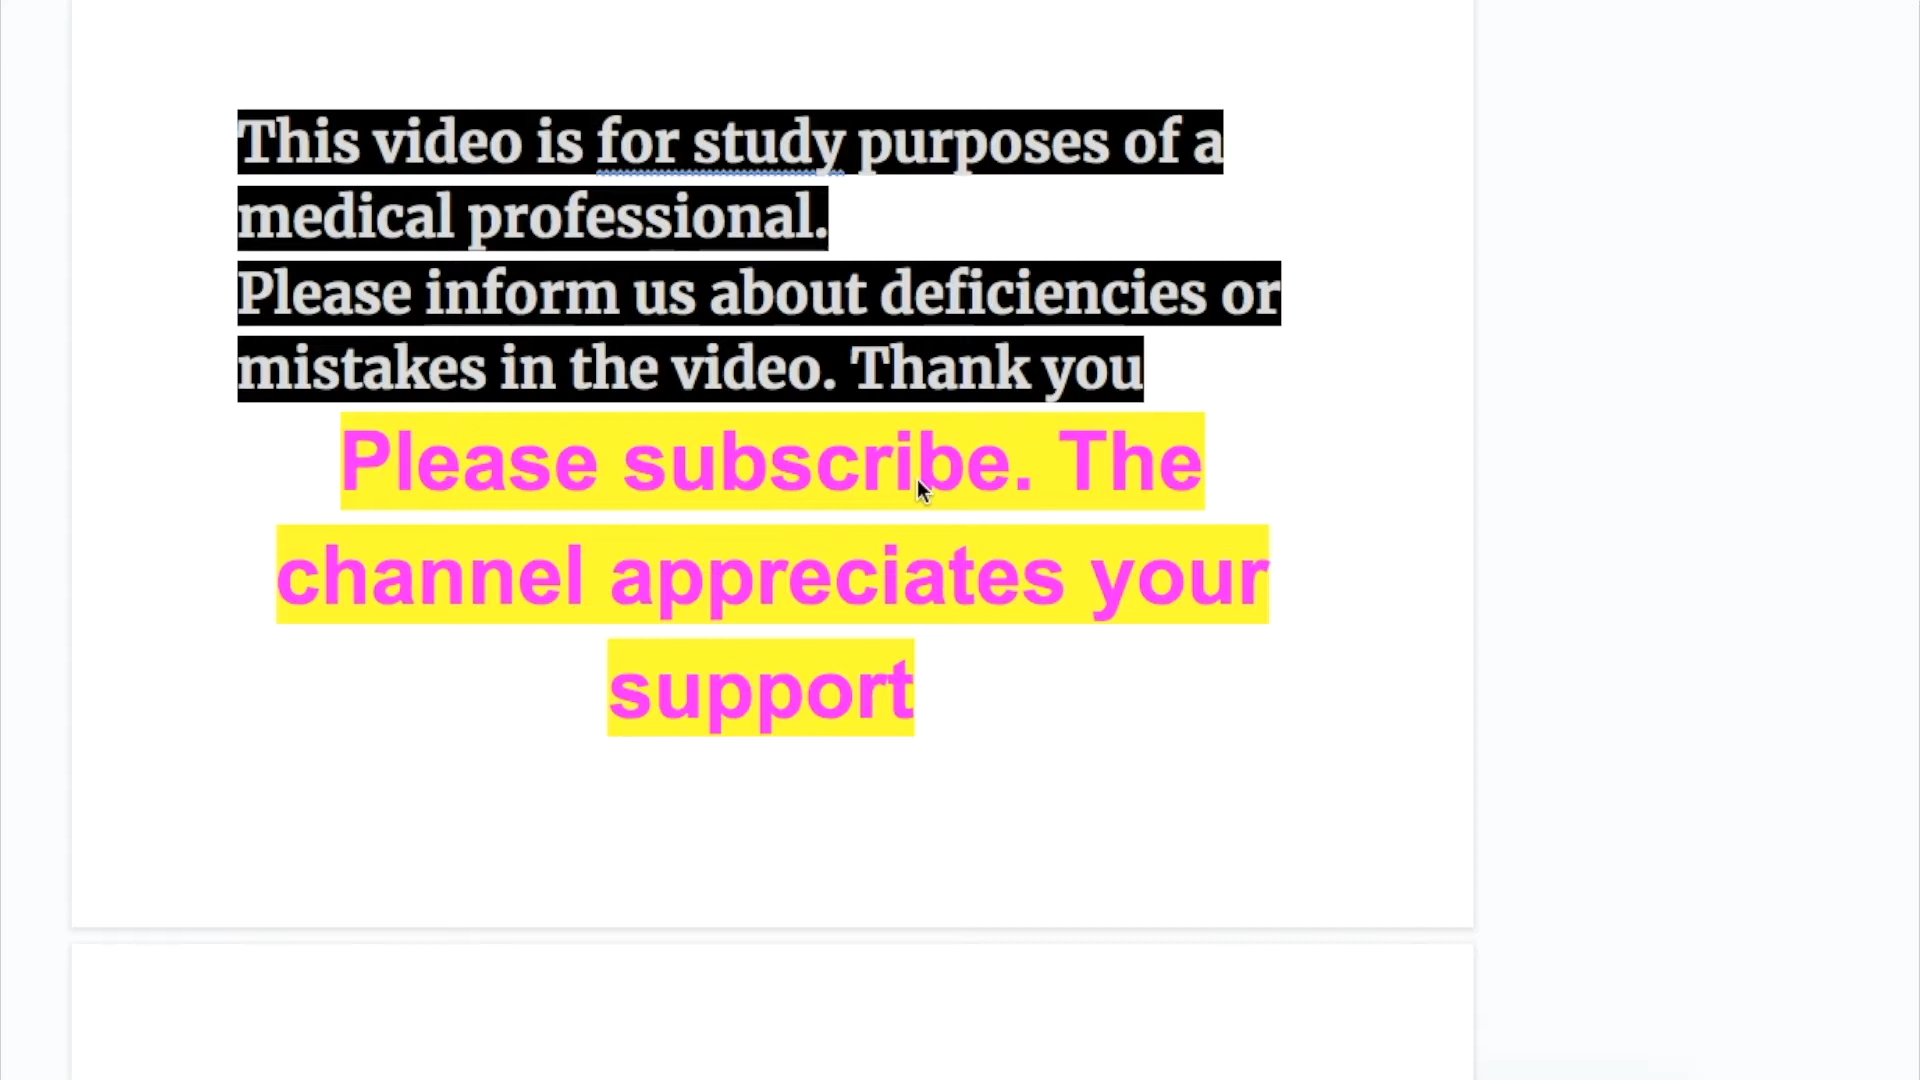 This video is for study purposes of a
medical professional.
Please inform us about deficiencies or
mistakes in the video. Thank you
Please subscribe. The
channel appreciates your
support